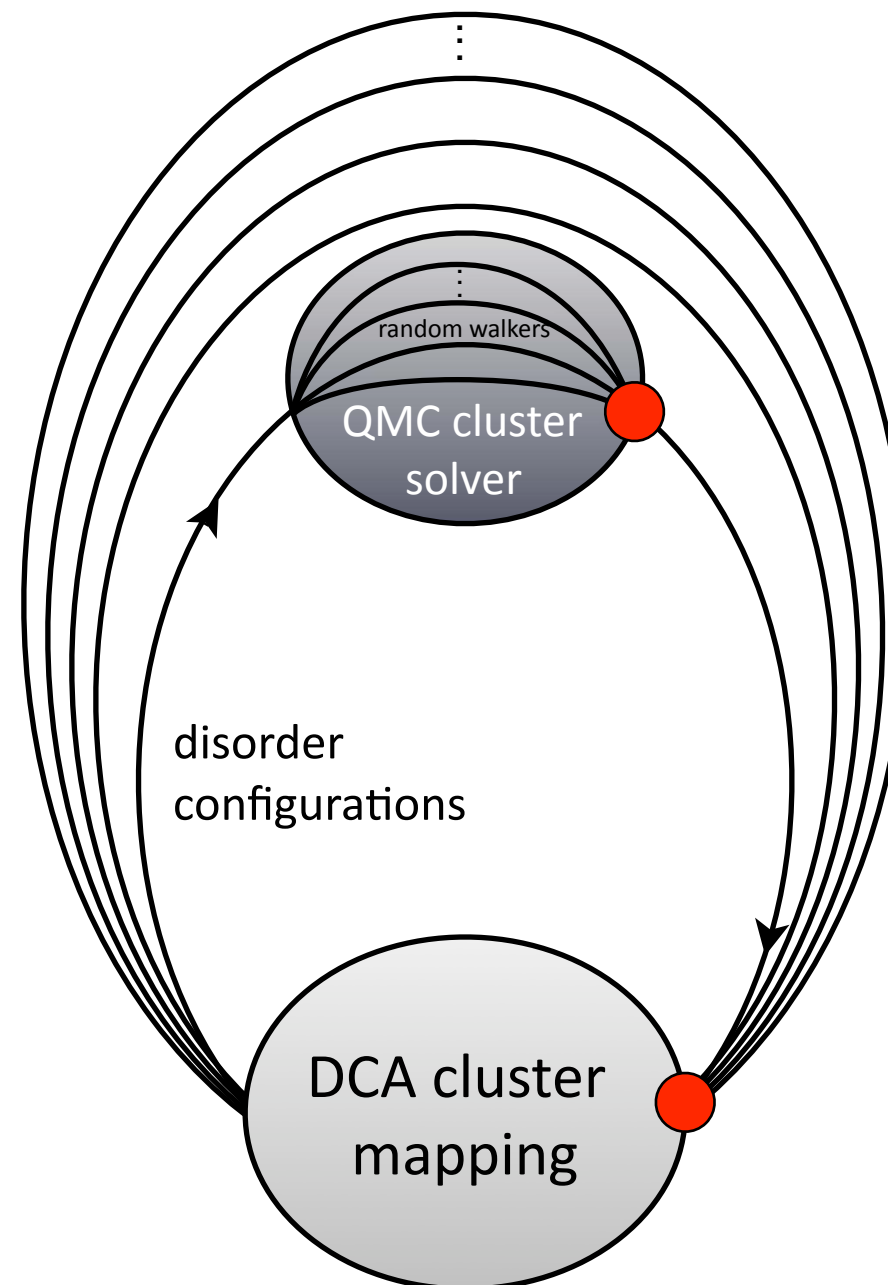 random walkers
QMC cluster
solver
disorder
configurations
DCA cluster
mapping